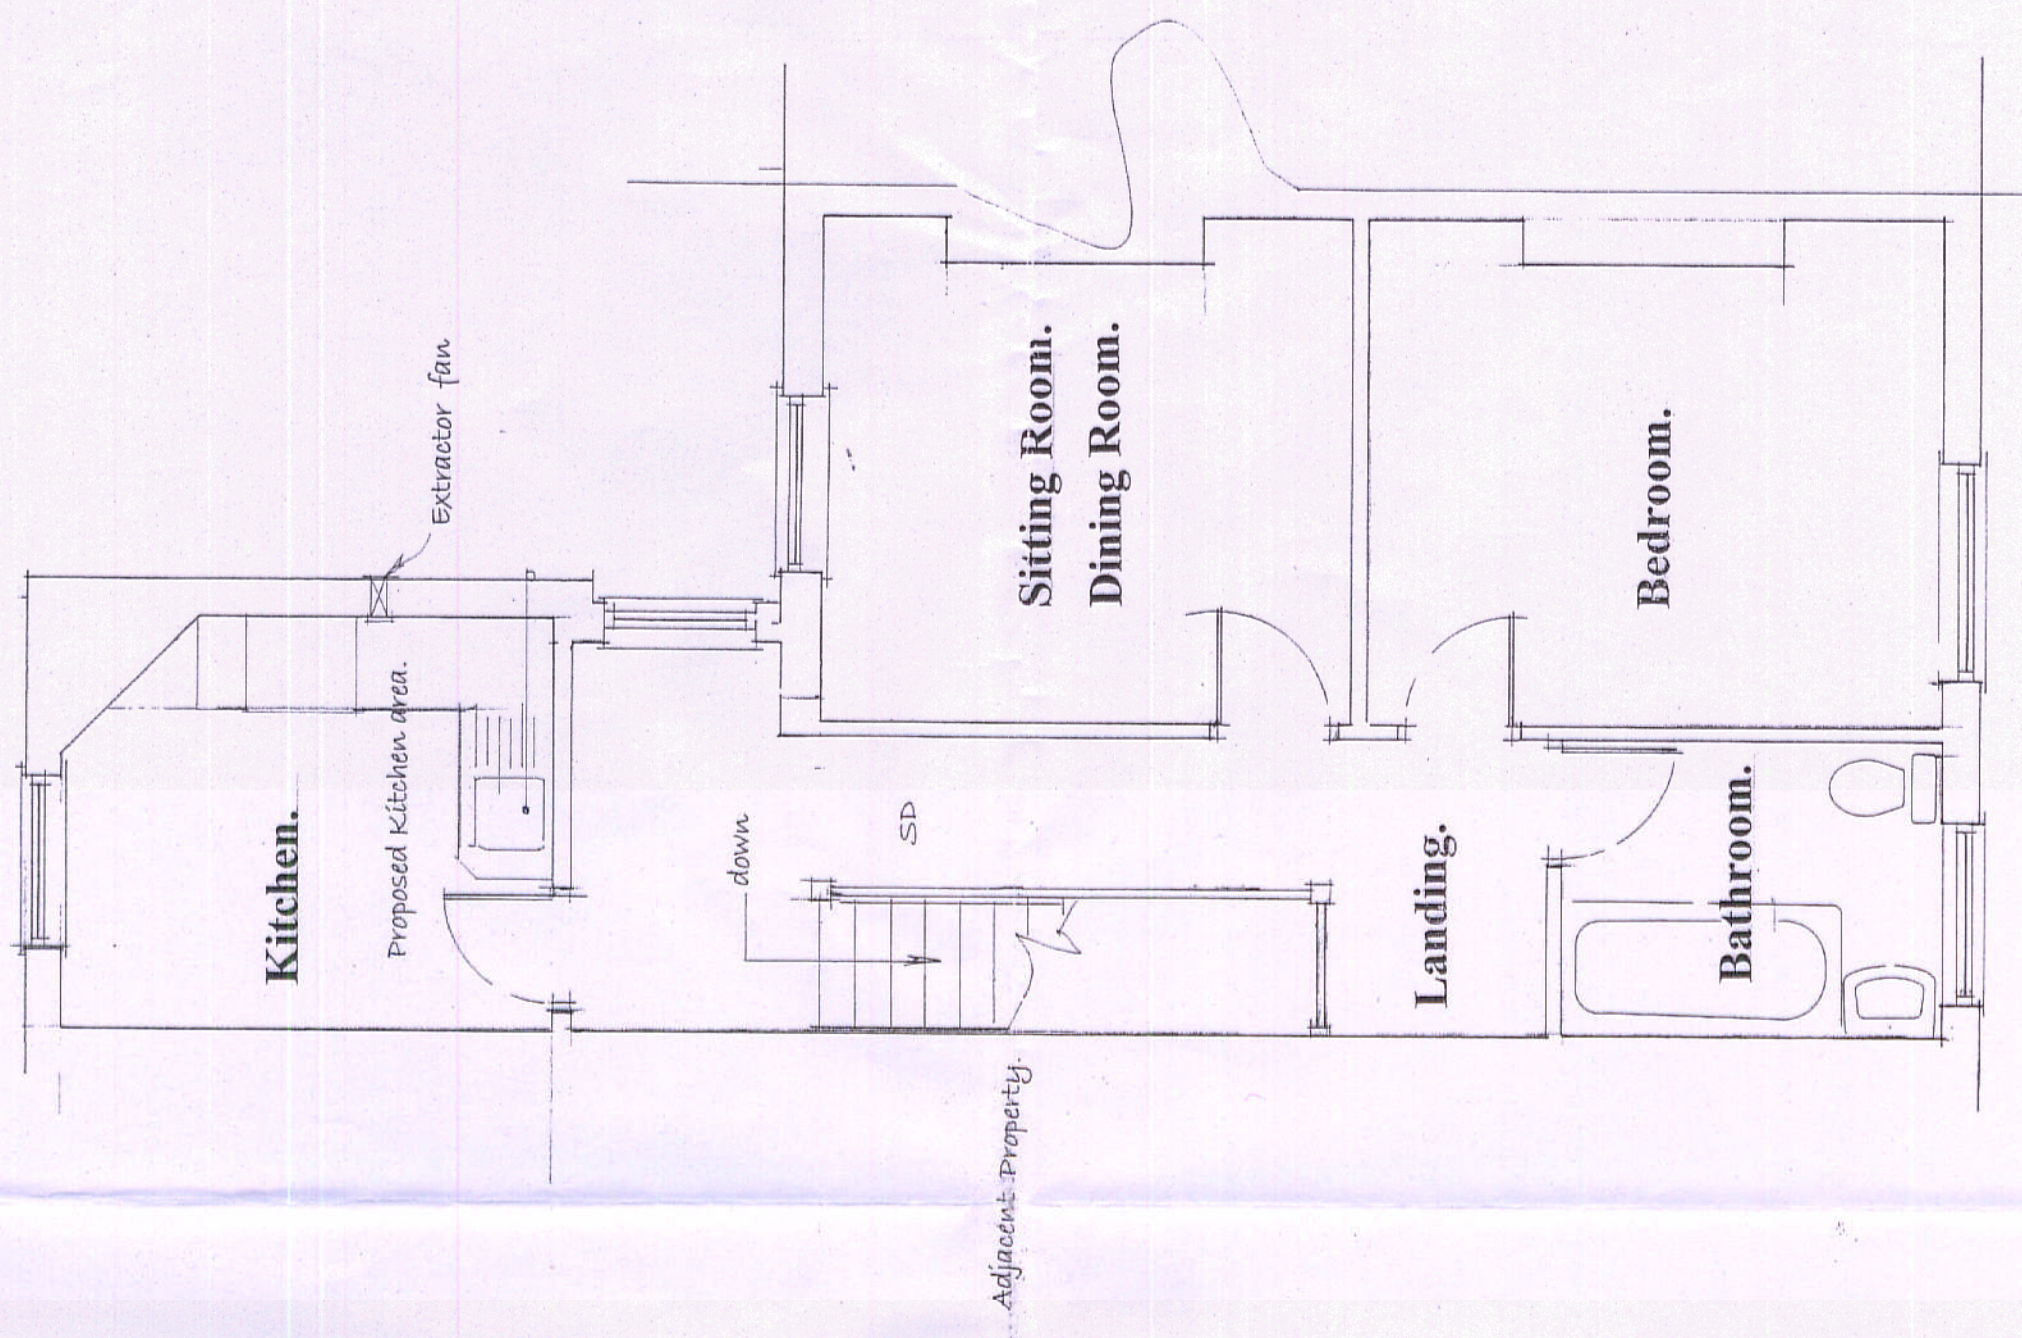 Kitchen.
Proposed Kitchen area.
Extractor fan
down
SD
Sitting Room.
Dining Room.
Adjacent Property.
Landing.
Bedroom.
Bathroom.